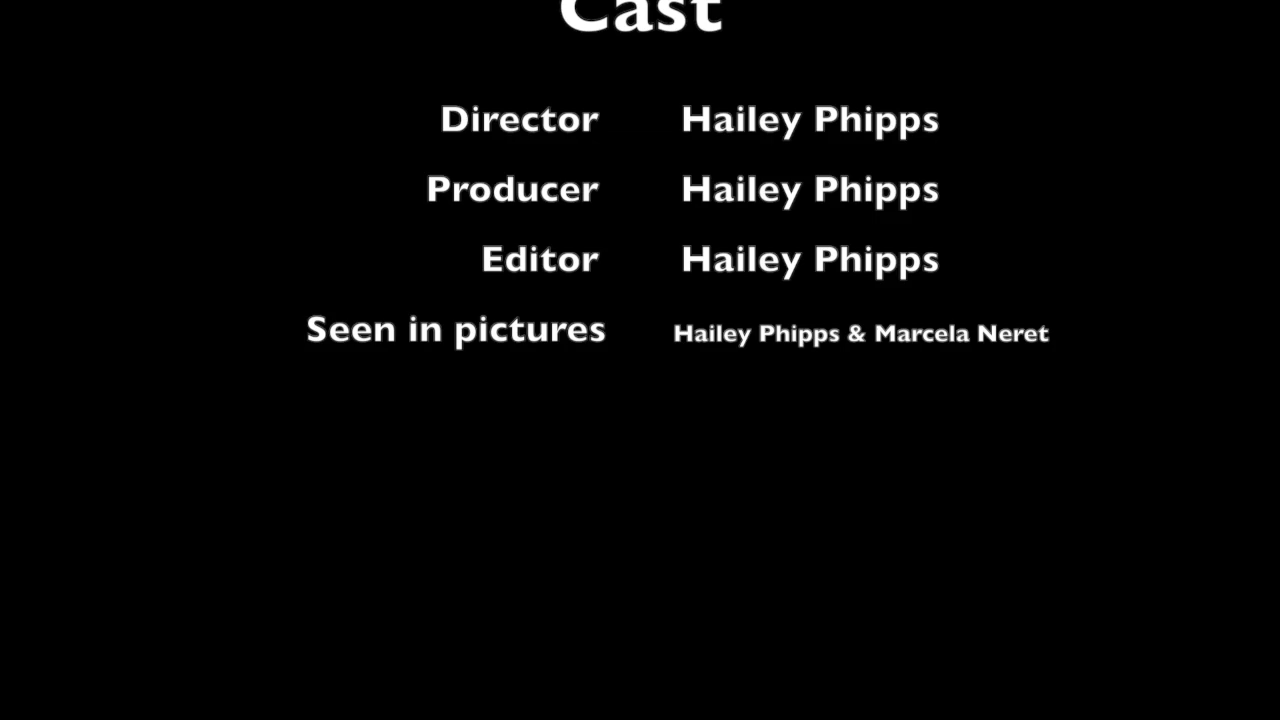 Cast
Director Hailey Phipps
Producer Hailey Phipps
Editor Hailey Phipps
Seen in pictures Hailey Phipps & Marcela Neret